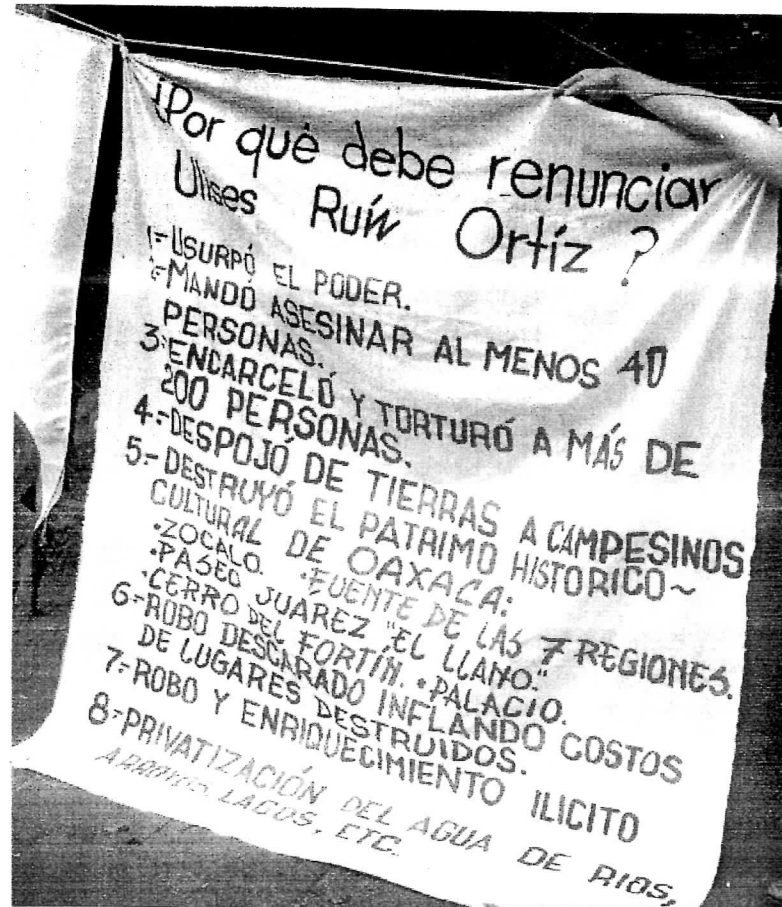 ¿Por qué debe renunciar
Ulises Ruíz Ortíz ?
1.- USURPÓ EL PODER.
2.- MANDÓ ASESINAR AL MENOS 40
PERSONAS.
3.- ENCARCELÓ Y TORTURÓ A MÁS DE
200 PERSONAS.
4.- DESPOJÓ DE TIERRAS A CAMPESINOS
5.- DESTRUYÓ EL PATRIMO HISTORICO~
CULTURAL DE OAXACA:
•ZOCALO. •FUENTE DE LAS 7 REGIONES.
•PASEO JUAREZ "EL LLANO."
•CERRO DEL FORTIN. •PALACIO.
6.- ROBO DESCARADO INFLANDO COSTOS
DE LUGARES DESTRUIDOS.
7.- ROBO Y ENRIQUECIMIENTO ILICITO
8.- PRIVATIZACIÓN DEL AGUA DE RIOS,
ARROYOS, LAGOS, ETC.